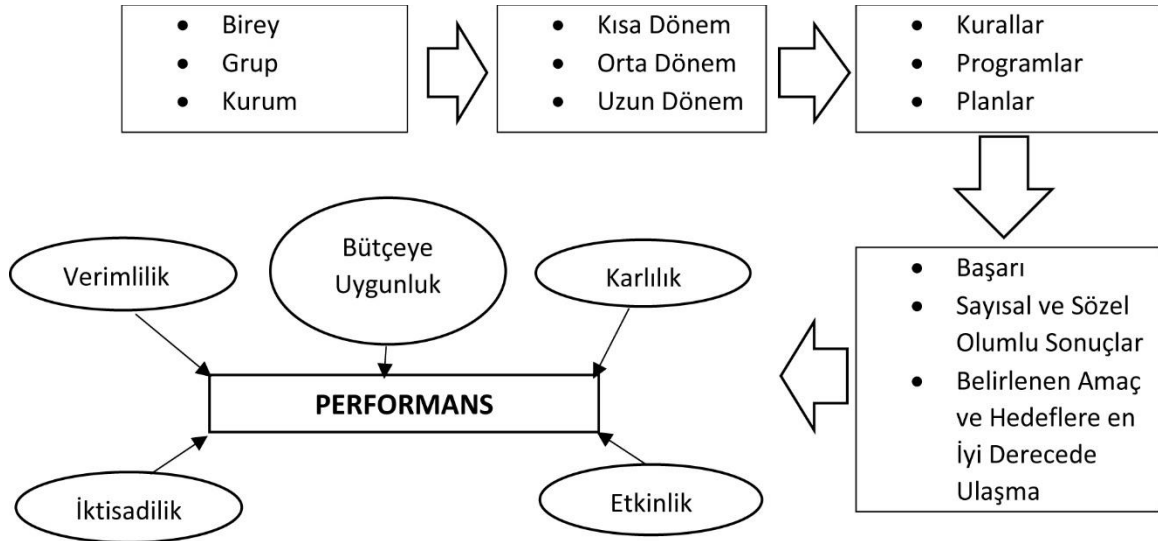 Birey
Grup
Kurum
Kısa Dönem
Orta Dönem
Uzun Dönem
Kurallar
Programlar
Planlar
Başarı
Sayısal ve Sözel
Olumlu Sonuçlar
Belirlenen Amaç
ve Hedeflere en
İyi Derecede
Ulaşma
Verimlilik
Bütçeye
Uygunluk
Karlılık
PERFORMANS
İktisadilik
Etkinlik